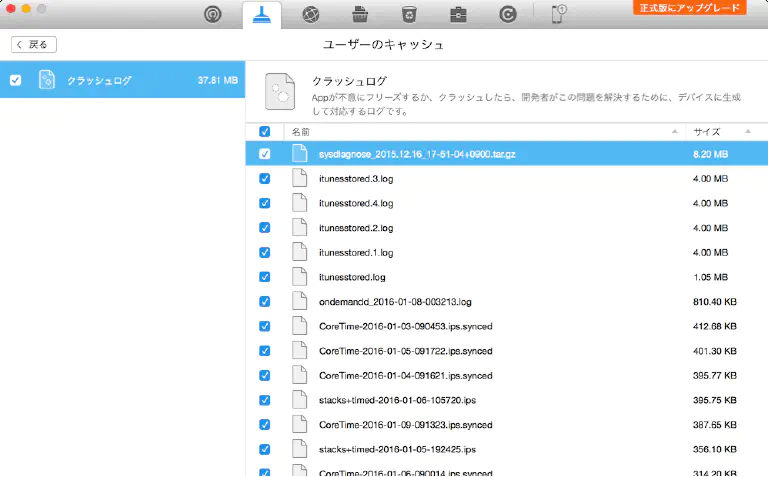 正式版にアップグレード
戻る
ユーザーのキャッシュ
クラッシュログ 37.81 MB
クラッシュログ
Appが不意にフリーズするか、クラッシュしたら、開発者がこの問題を解決するために、デバイスに生成
して対応するログです。
名前 サイズ
sysdiagnose_2015.12.16_17-51-04+0900.tar.gz 8.20 MB
itunesstored.3.log 4.00 MB
itunesstored.4.log 4.00 MB
itunesstored.2.log 4.00 MB
itunesstored.1.log 4.00 MB
itunesstored.log 1.05 MB
ondemandd_2016-01-08-003213.log 810.40 KB
CoreTime-2016-01-03-090453.ips.synced 412.68 KB
CoreTime-2016-01-05-091722.ips.synced 401.30 KB
CoreTime-2016-01-04-091621.ips.synced 395.77 KB
stacks+timed-2016-01-06-105720.ips 395.75 KB
CoreTime-2016-01-09-091323.ips.synced 387.65 KB
stacks+timed-2016-01-05-192425.ips 356.10 KB
CoreTime-2016-01-06-090014.ips.synced 314.20 KB